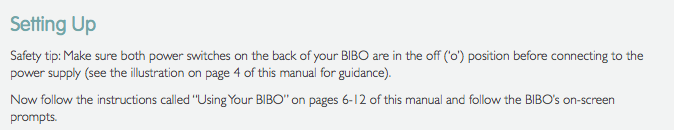 Setting Up
Safety tip: Make sure both power switches on the back of your BIBO are in the off (‘o’) position before connecting to the
power supply (see the illustration on page 4 of this manual for guidance).
Now follow the instructions called “Using Your BIBO” on pages 6-12 of this manual and follow the BIBO’s on-screen
prompts.